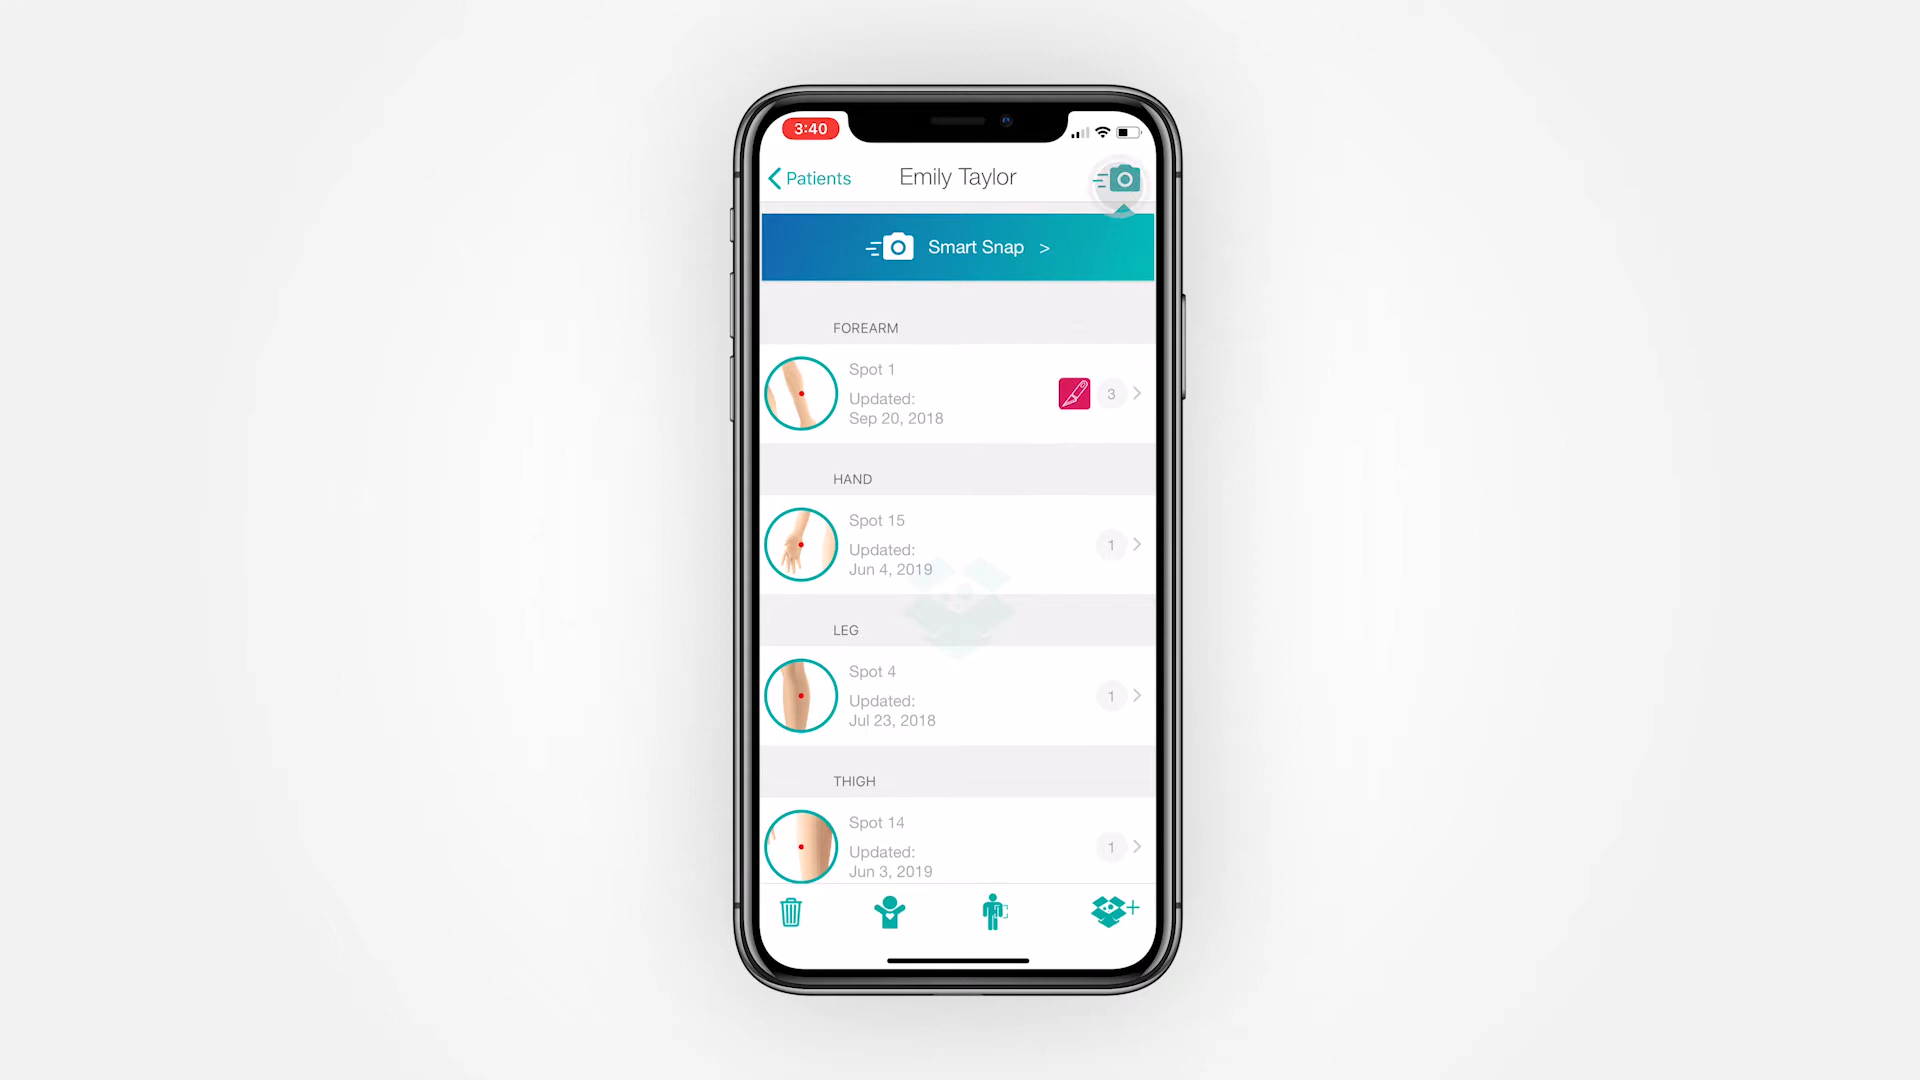 3:40
Patients
Emily Taylor
Smart Snap >
FOREARM
Spot 1
Updated:
Sep 20, 2018
3
HAND
Spot 15
Updated:
Jun 4, 2019
1
LEG
Spot 4
Updated:
Jul 23, 2018
1
THIGH
Spot 14
Updated:
Jun 3, 2019
1